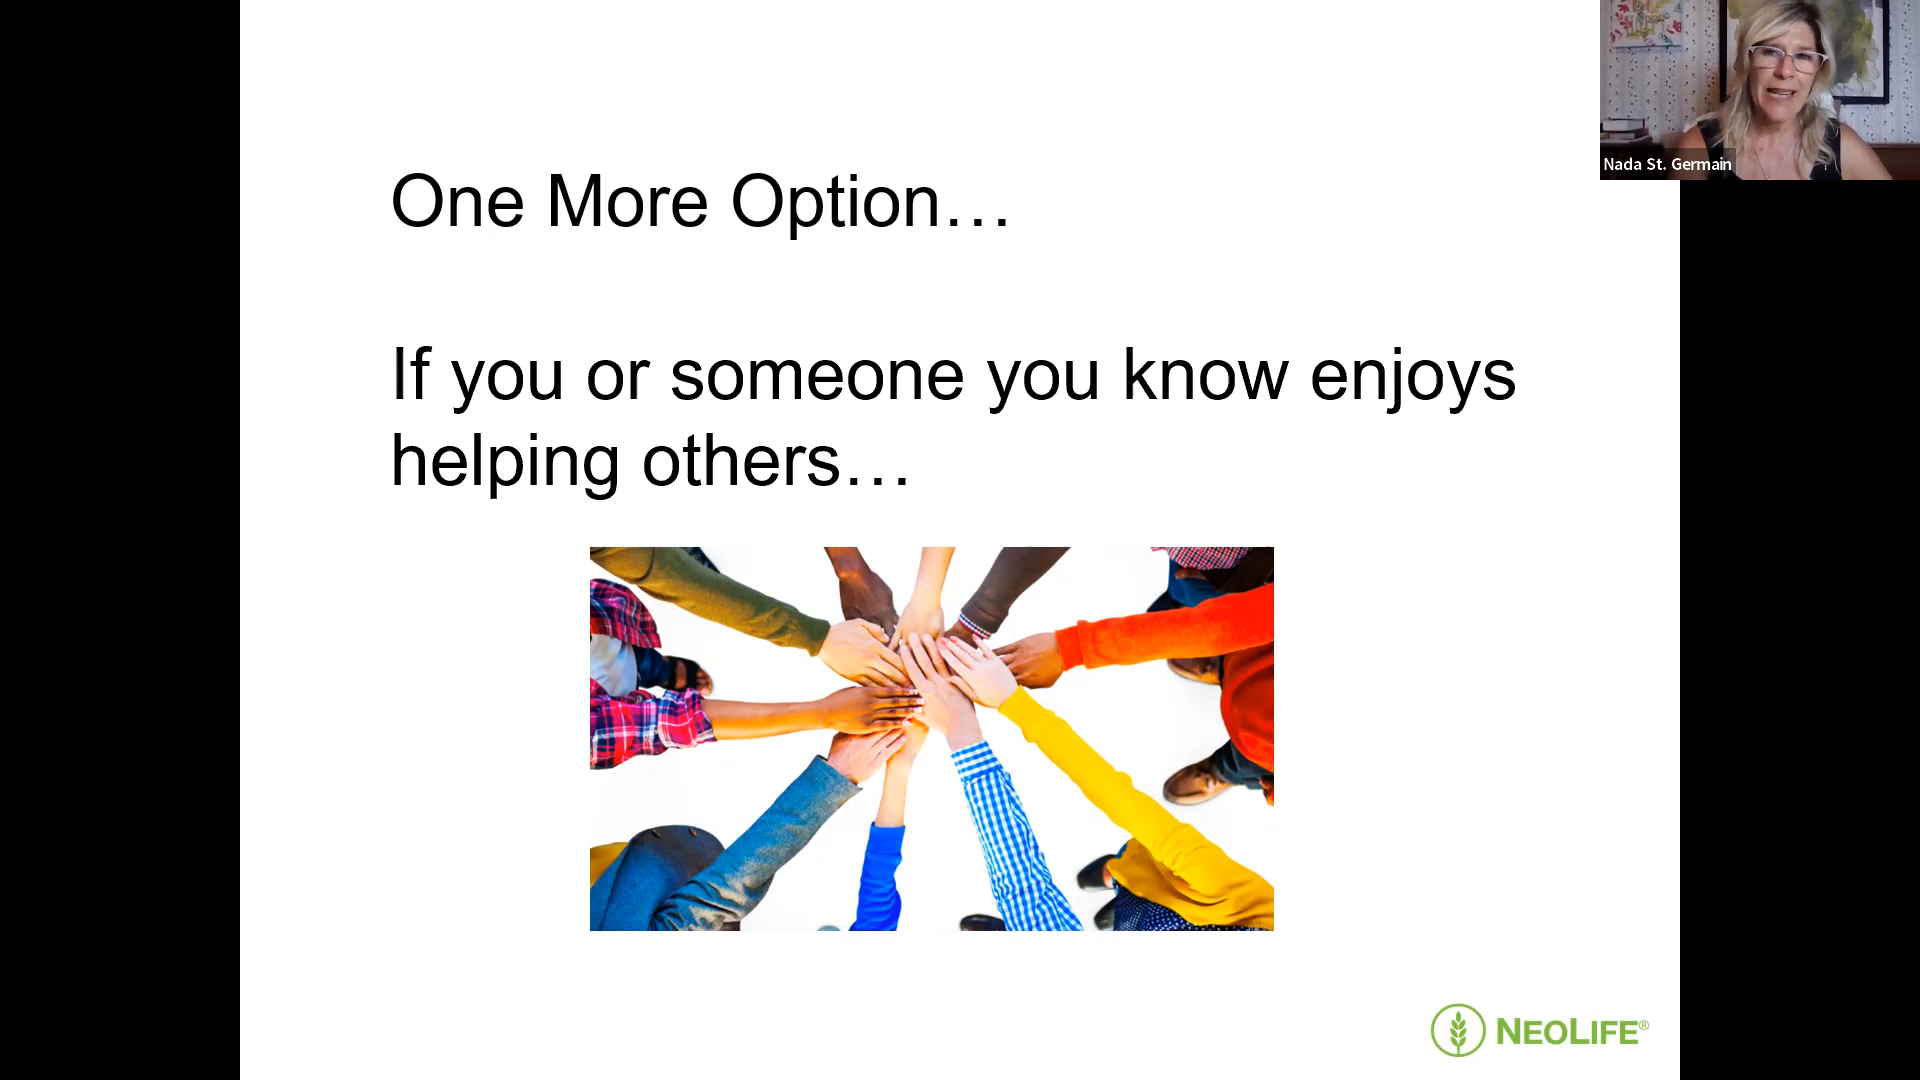 One More Option…
If you or someone you know enjoys
helping others…
Nada St. Germain
NEOLIFE®